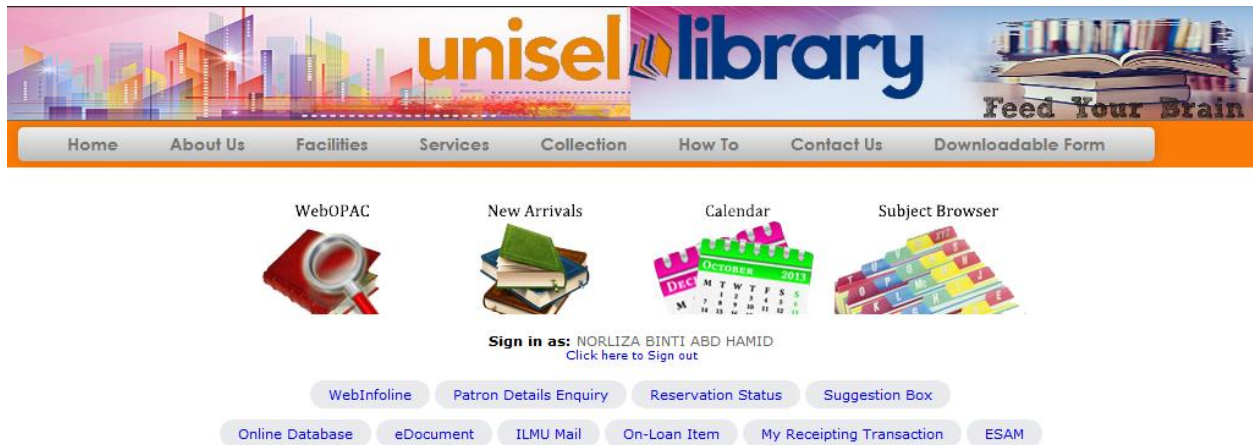 unisel library
Feed Your Brain
Home About Us Facilities Services Collection How To Contact Us Downloadable Form
WebOPAC New Arrivals Calendar Subject Browser
OCTOBER 2013
M T W T F S S
Sign in as: NORLIZA BINTI ABD HAMID
Click here to Sign out
WebInfoline Patron Details Enquiry Reservation Status Suggestion Box
Online Database eDocument ILMU Mail On-Loan Item My Receipting Transaction ESAM